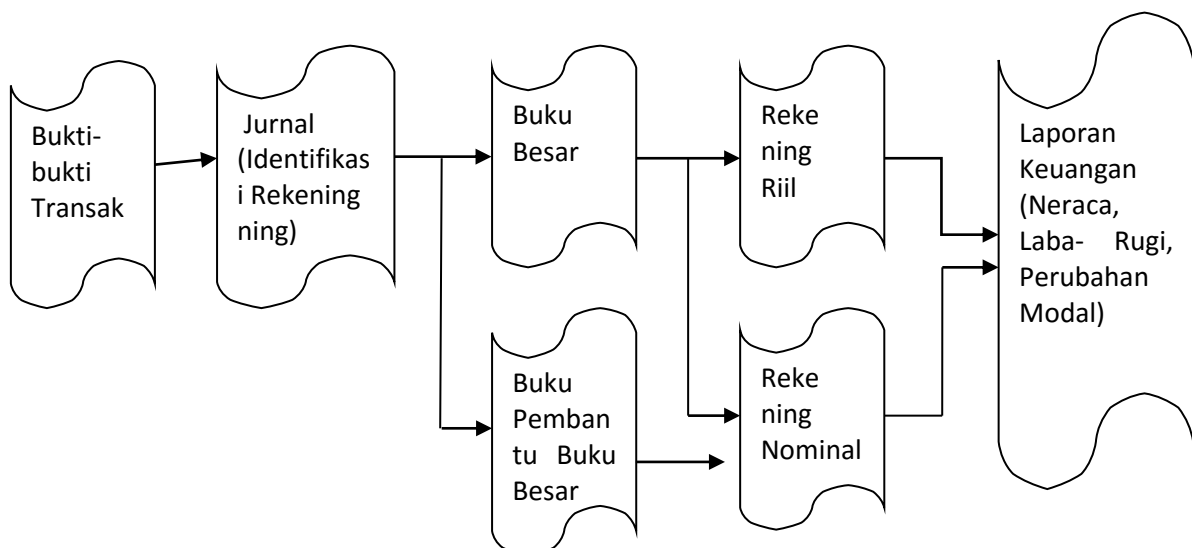 Bukti-
bukti
Transak
Jurnal
(Identifikas
i Rekening
ning)
Buku
Besar
Reke
ning
Riil
Laporan
Keuangan
(Neraca,
Laba- Rugi,
Perubahan
Modal)
Buku
Pemban
tu Buku
Besar
Reke
ning
Nominal